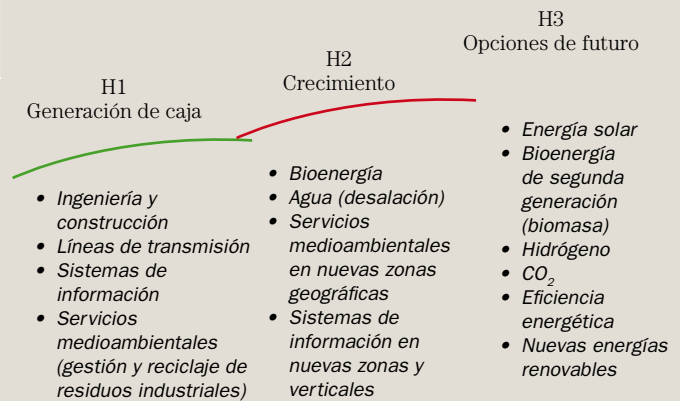 H1
Generación de caja
• Ingeniería y
construcción
• Líneas de transmisión
• Sistemas de
información
• Servicios
medioambientales
(gestión y reciclaje de
residuos industriales)
H2
Crecimiento
• Bioenergía
• Agua (desalación)
• Servicios
medioambientales
en nuevas zonas
geográficas
• Sistemas de
información en
nuevas zonas y
verticales
H3
Opciones de futuro
• Energía solar
• Bioenergía
de segunda
generación
(biomasa)
• Hidrógeno
• CO₂
• Eficiencia
energética
• Nuevas energías
renovables